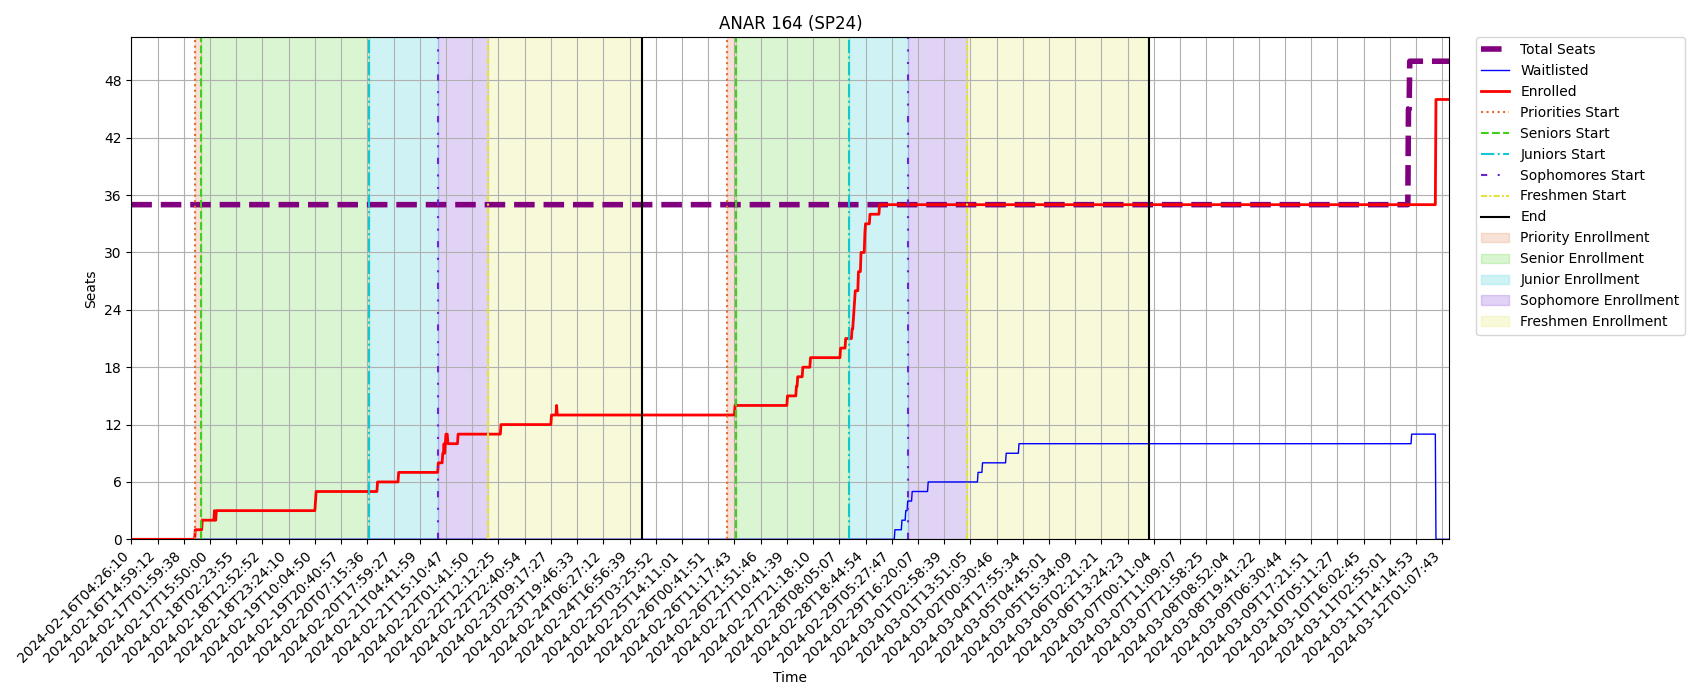 ANAR 164 (SP24)
Seats
48
42
36
30
24
18
12
6
0
2024-02-16T04:26:10
2024-02-16T14:59:12
2024-02-17T01:59:38
2024-02-17T15:50:00
2024-02-18T02:23:55
2024-02-18T12:52:52
2024-02-18T23:24:10
2024-02-19T10:04:50
2024-02-19T20:40:57
2024-02-20T07:15:36
2024-02-20T17:59:27
2024-02-21T04:41:59
2024-02-21T15:10:47
2024-02-22T01:41:50
2024-02-22T12:12:25
2024-02-22T22:40:54
2024-02-23T09:17:27
2024-02-23T19:46:33
2024-02-24T06:27:12
2024-02-24T16:56:39
2024-02-25T03:25:52
2024-02-25T14:11:01
2024-02-26T00:41:51
2024-02-26T11:17:43
2024-02-26T21:51:46
2024-02-27T10:41:39
2024-02-27T21:18:10
2024-02-28T08:05:07
2024-02-28T18:44:54
2024-02-29T05:27:47
2024-02-29T16:20:07
2024-03-01T02:58:39
2024-03-01T13:51:05
2024-03-02T00:30:46
2024-03-04T17:55:34
2024-03-05T04:45:01
2024-03-05T15:34:09
2024-03-06T02:21:21
2024-03-06T13:24:23
2024-03-07T00:11:04
2024-03-07T11:09:07
2024-03-07T21:58:25
2024-03-08T08:52:04
2024-03-08T19:41:22
2024-03-09T06:30:44
2024-03-09T17:21:51
2024-03-10T05:11:27
2024-03-10T16:02:45
2024-03-11T02:55:01
2024-03-11T14:14:53
2024-03-12T01:07:43
Time
Total Seats
Waitlisted
Enrolled
Priorities Start
Seniors Start
Juniors Start
Sophomores Start
Freshmen Start
End
Priority Enrollment
Senior Enrollment
Junior Enrollment
Sophomore Enrollment
Freshmen Enrollment